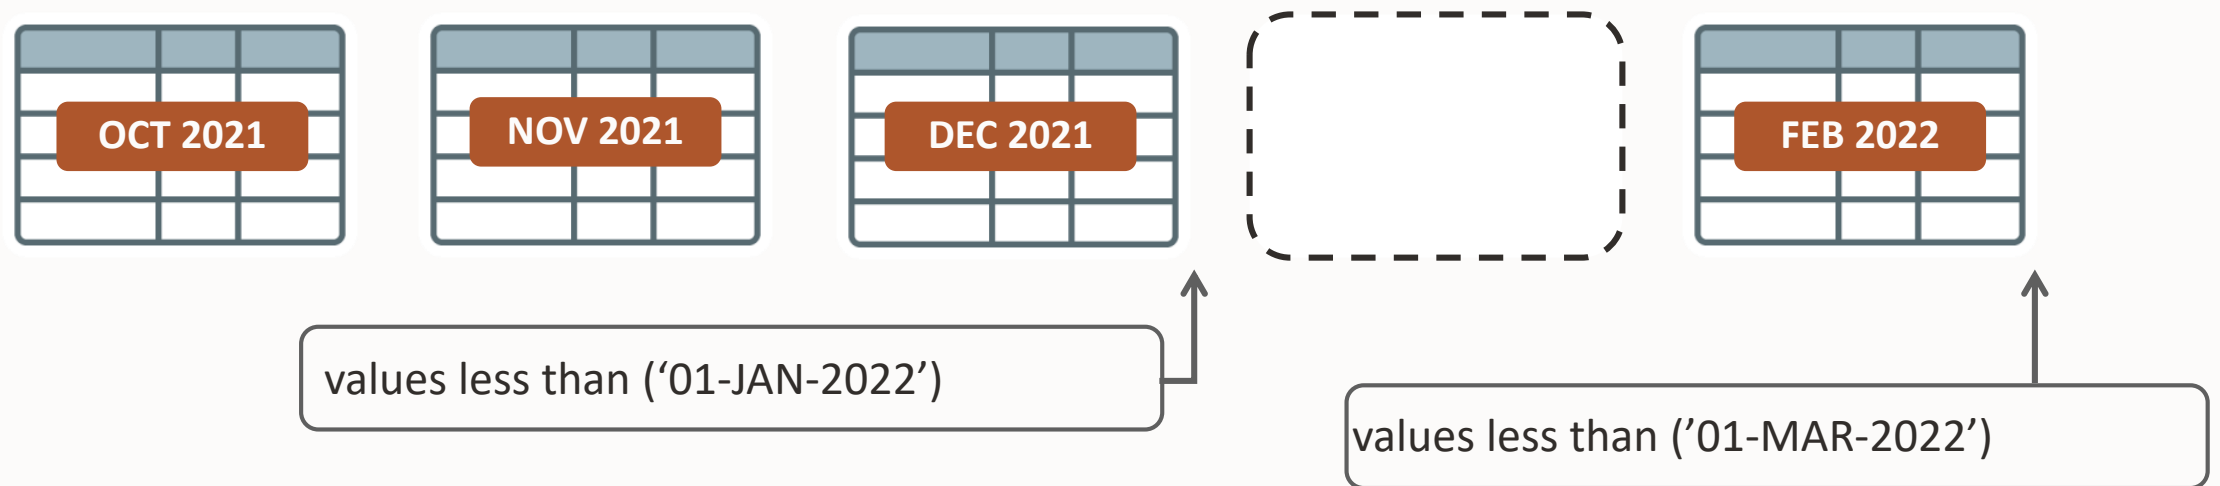 OCT 2021
NOV 2021
DEC 2021
FEB 2022
values less than (‘01-JAN-2022’)
values less than (’01-MAR-2022’)